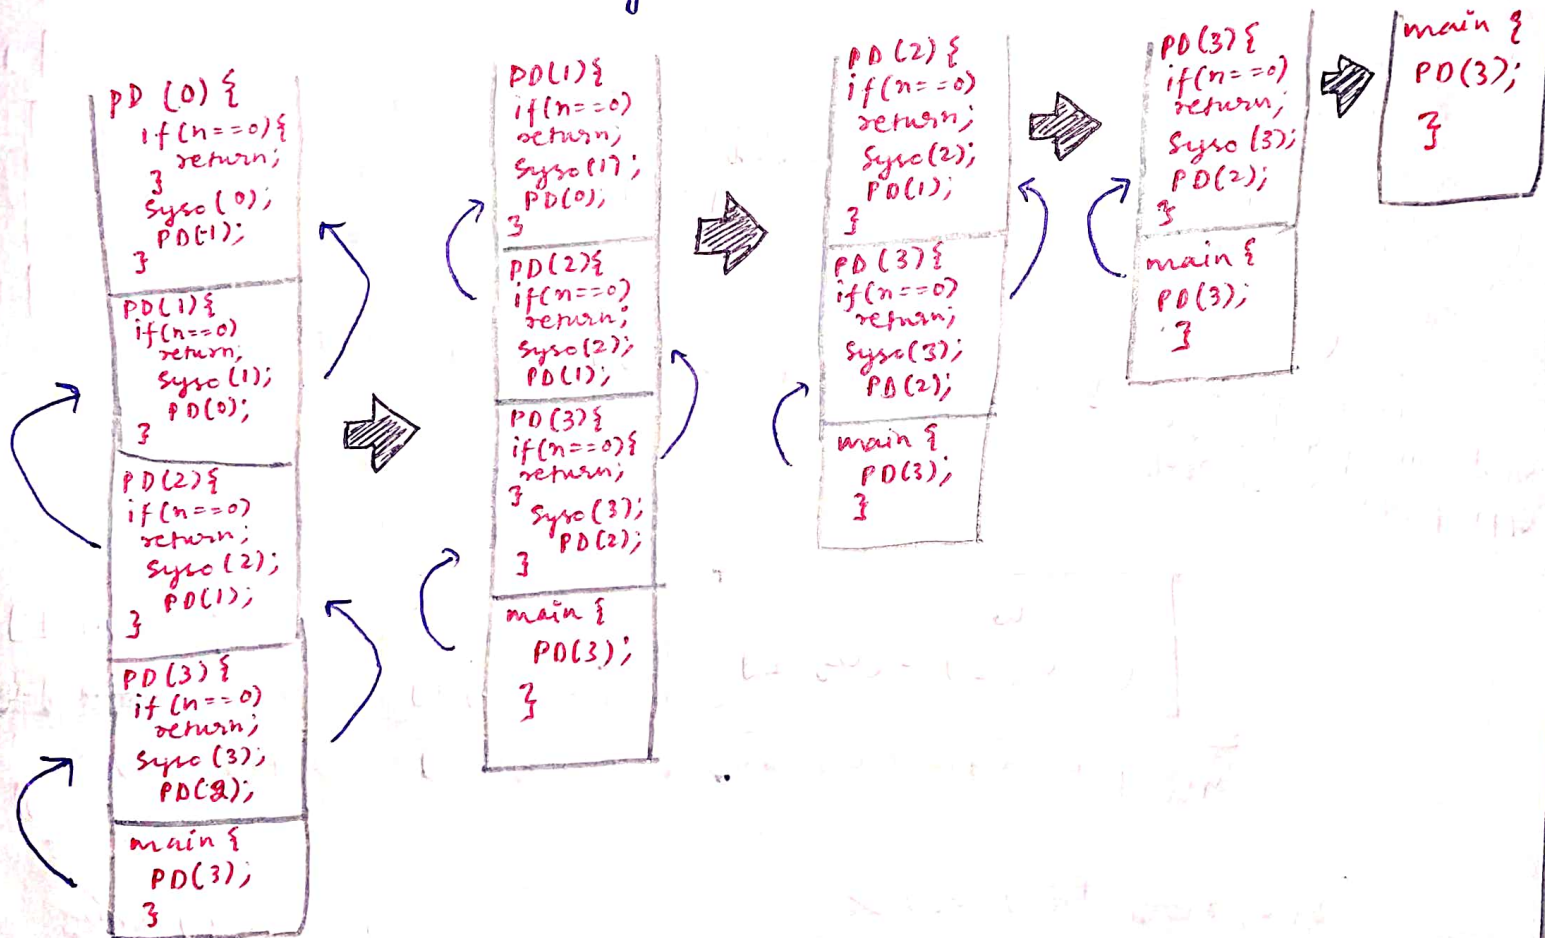 PD (0) {
if(n==0){
return;
}
Syso(0);
PD(-1);
}
PD(1){
if(n==0)
return;
Syso(1);
PD(0);
}
PD(2){
if(n==0)
return;
Syso(2);
PD(1);
}
PD(3){
if(n==0)
return;
Syso(3);
PD(2);
}
main {
PD(3);
}
PD(1){
if(n==0)
return;
Syso(1);
PD(0);
}
PD(2){
if(n==0)
return;
Syso(2);
PD(1);
}
PD(3){
if(n==0){
return;
}
Syso(3);
PD(2);
}
main {
PD(3);
}
PD(2){
if(n==0)
return;
Syso(2);
PD(1);
}
PD(3){
if(n==0)
return;
Syso(3);
PD(2);
}
main {
PD(3);
}
PD(3){
if(n==0)
return;
Syso(3);
PD(2);
}
main {
PD(3);
}
main {
PD(3);
}